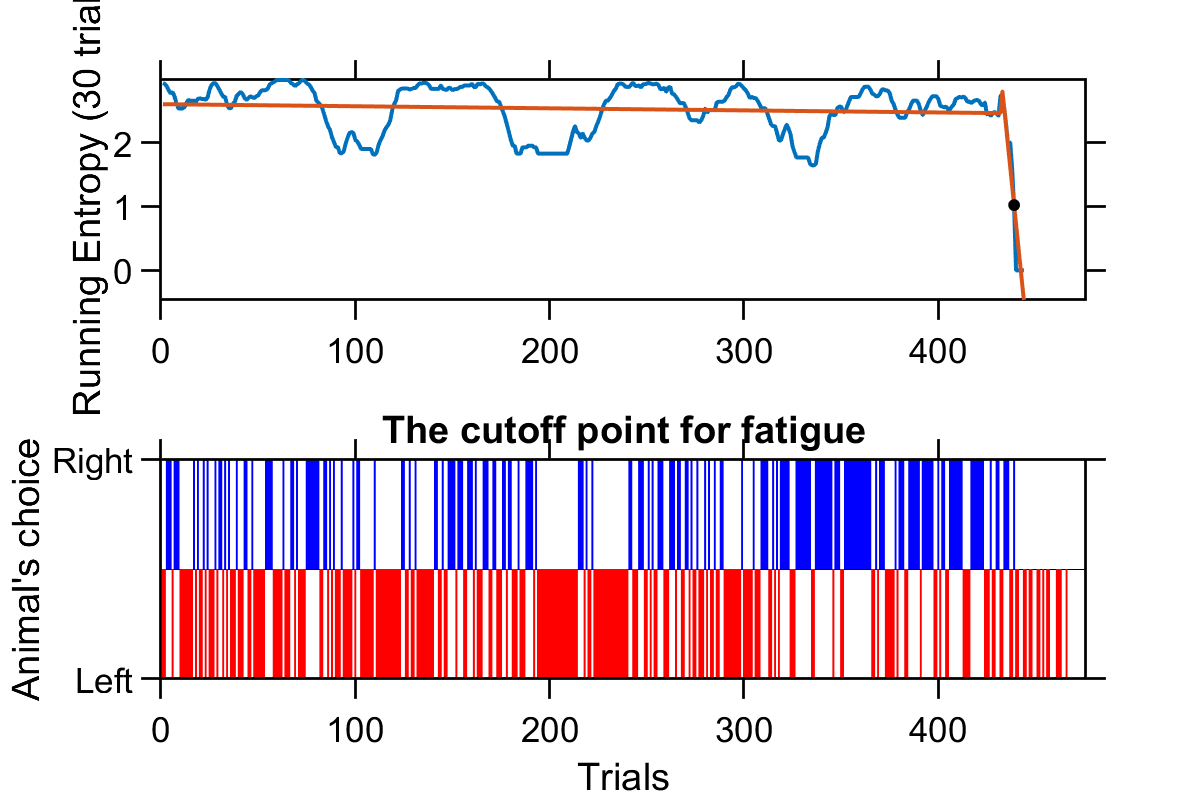 Running Entropy (30 trial
2
1
0
0 100 200 300 400
The cutoff point for fatigue
Animal's choice
Right
Left
0 100 200 300 400
Trials